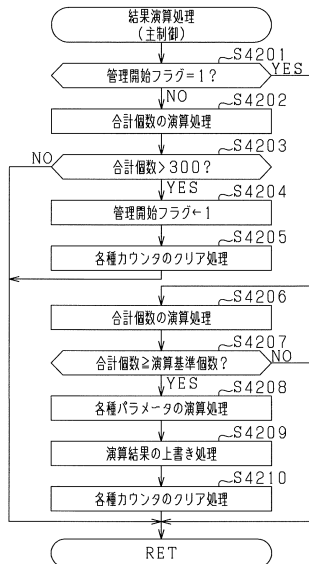 結果演算処理
(主制御)
S4201
管理開始フラグ=1?
YES
NO
S4202
合計個数の演算処理
S4203
NO
合計個数>300?
YES
S4204
管理開始フラグ←1
S4205
各種カウンタのクリア処理
S4206
合計個数の演算処理
S4207
合計個数≧演算基準個数?
NO
YES
S4208
各種パラメータの演算処理
S4209
演算結果の上書き処理
S4210
各種カウンタのクリア処理
RET